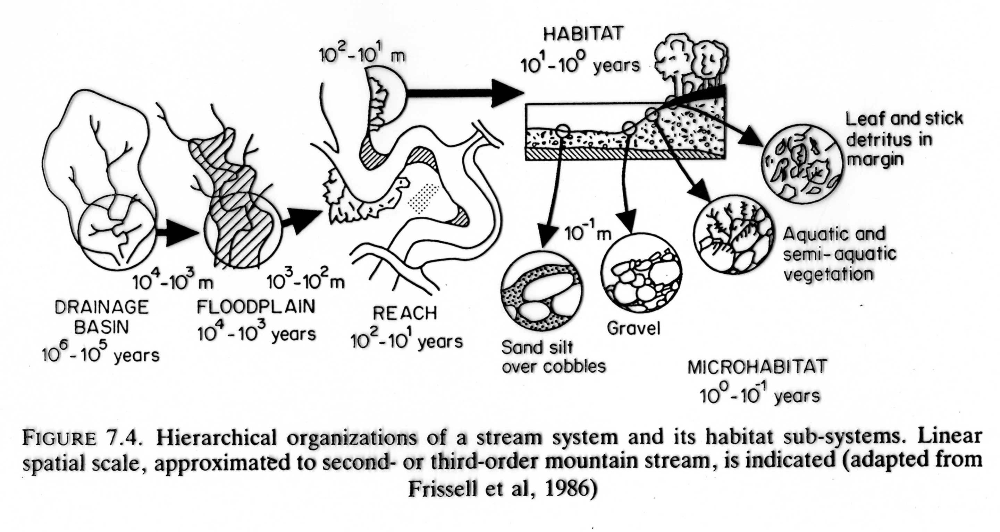 10²-10¹ m
HABITAT
10¹-10⁰ years
Leaf and stick
detritus in
margin
10⁻¹ m
Aquatic and
semi-aquatic
vegetation
10⁴-10³ m
10³-10² m
DRAINAGE
BASIN
10⁶-10⁵ years
FLOODPLAIN
10⁴-10³ years
REACH
10²-10¹ years
Sand silt
over cobbles
Gravel
MICROHABITAT
10⁰-10⁻¹ years
FIGURE 7.4. Hierarchical organizations of a stream system and its habitat sub-systems. Linear
spatial scale, approximated to second- or third-order mountain stream, is indicated (adapted from
Frissell et al, 1986)